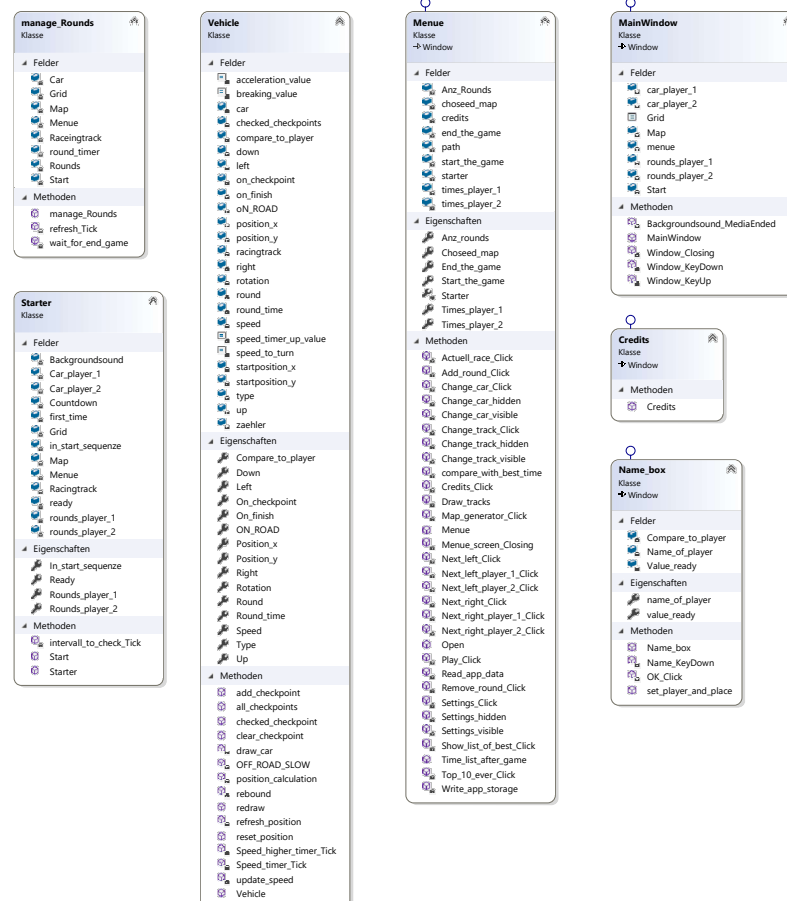 manage_Rounds
Klasse
Felder
Car
Grid
Map
Menue
Raceingtrack
round_timer
Rounds
Start
Methoden
manage_Rounds
refresh_Tick
wait_for_end_game
Starter
Klasse
Felder
Backgroundsound
Car_player_1
Car_player_2
Countdown
first_time
Grid
in_start_sequenze
Map
Menue
Racingtrack
ready
rounds_player_1
rounds_player_2
Eigenschaften
In_start_sequenze
Ready
Rounds_player_1
Rounds_player_2
Methoden
intervall_to_check_Tick
Start
Starter
Vehicle
Klasse
Felder
acceleration_value
breaking_value
car
checked_checkpoints
compare_to_player
down
left
on_checkpoint
on_finish
oN_ROAD
position_x
position_y
racingtrack
right
rotation
round
round_time
speed
speed_timer_up_value
speed_to_turn
startposition_x
startposition_y
type
up
zaehler
Eigenschaften
Compare_to_player
Down
Left
On_checkpoint
On_finish
ON_ROAD
Position_x
Position_y
Right
Rotation
Round
Round_time
Speed
Type
Up
Methoden
add_checkpoint
all_checkpoints
checked_checkpoint
clear_checkpoint
draw_car
OFF_ROAD_SLOW
position_calculation
rebound
redraw
refresh_position
reset_position
Speed_higher_timer_Tick
Speed_timer_Tick
update_speed
Vehicle
Menue
Klasse
Window
Felder
Anz_Rounds
choseed_map
credits
end_the_game
path
start_the_game
starter
times_player_1
times_player_2
Eigenschaften
Anz_rounds
Choseed_map
End_the_game
Start_the_game
Starter
Times_player_1
Times_player_2
Methoden
Actuell_race_Click
Add_round_Click
Change_car_Click
Change_car_hidden
Change_car_visible
Change_track_Click
Change_track_hidden
Change_track_visible
compare_with_best_time
Credits_Click
Draw_tracks
Map_generator_Click
Menue
Menue_screen_Closing
Next_left_Click
Next_left_player_1_Click
Next_left_player_2_Click
Next_right_Click
Next_right_player_1_Click
Next_right_player_2_Click
Open
Play_Click
Read_app_data
Remove_round_Click
Settings_Click
Settings_hidden
Settings_visible
Show_list_of_best_Click
Time_list_after_game
Top_10_ever_Click
Write_app_storage
MainWindow
Klasse
Window
Felder
car_player_1
car_player_2
Grid
Map
menue
rounds_player_1
rounds_player_2
Start
Methoden
Backgroundsound_MediaEnded
MainWindow
Window_Closing
Window_KeyDown
Window_KeyUp
Credits
Klasse
Window
Methoden
Credits
Name_box
Klasse
Window
Felder
Compare_to_player
Name_of_player
Value_ready
Eigenschaften
name_of_player
value_ready
Methoden
Name_box
Name_KeyDown
OK_Click
set_player_and_place